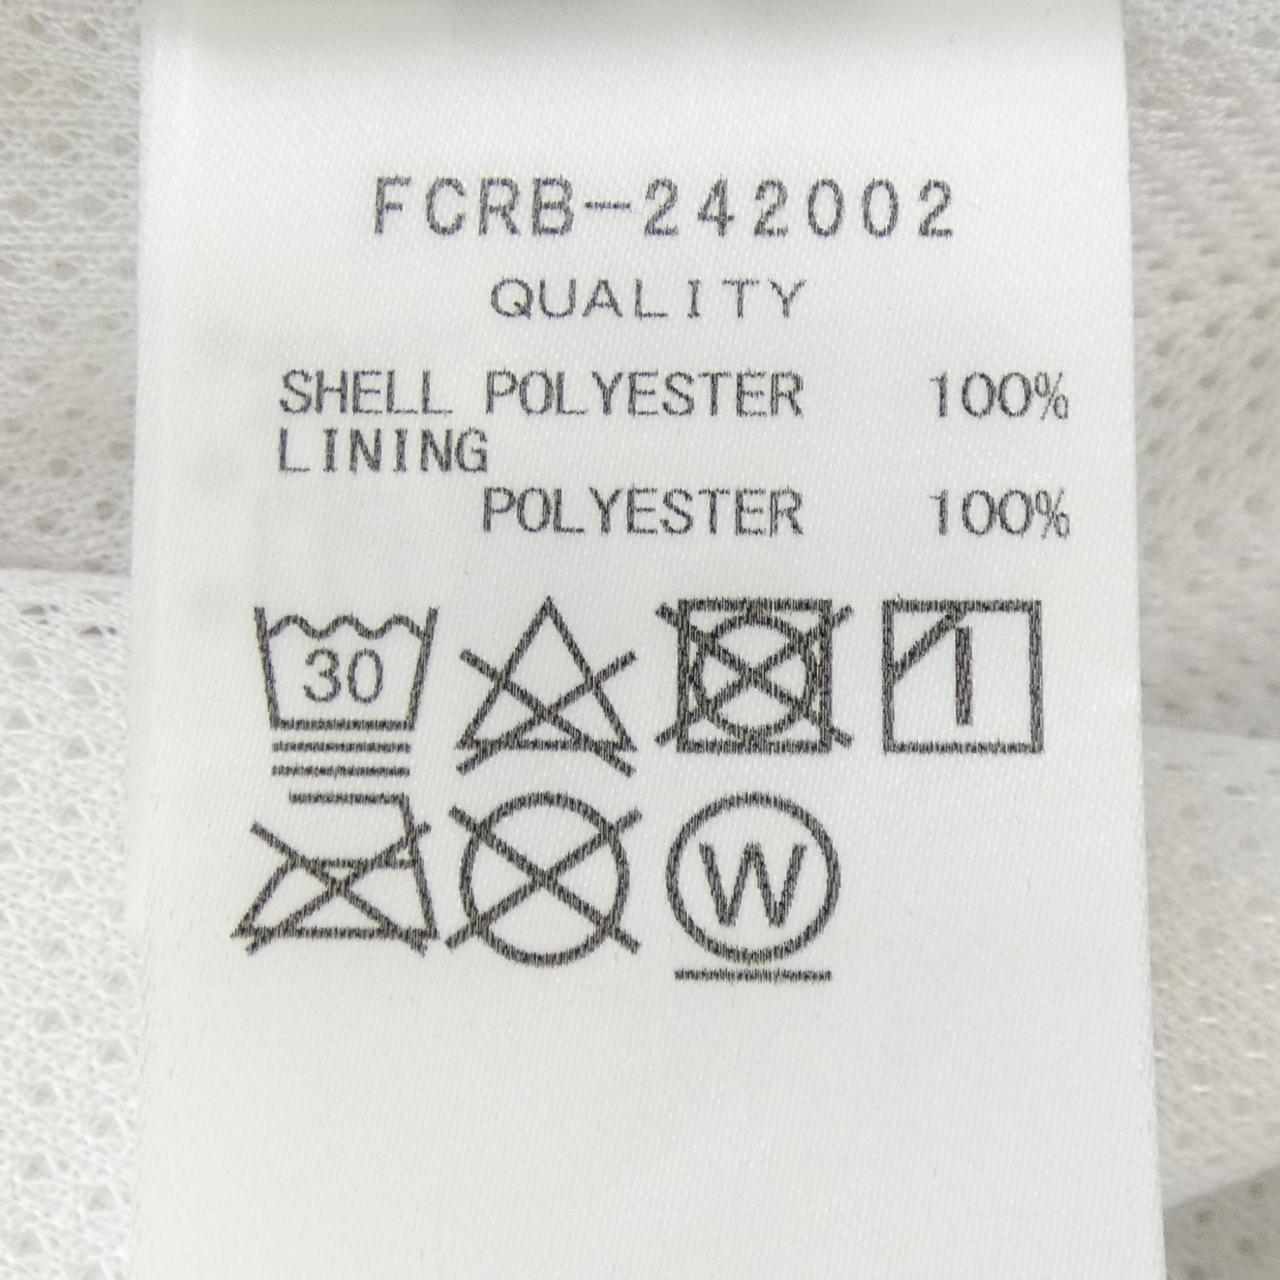 FCRB-242002
QUALITY
SHELL POLYESTER 100%
LINING
POLYESTER 100%
30
W